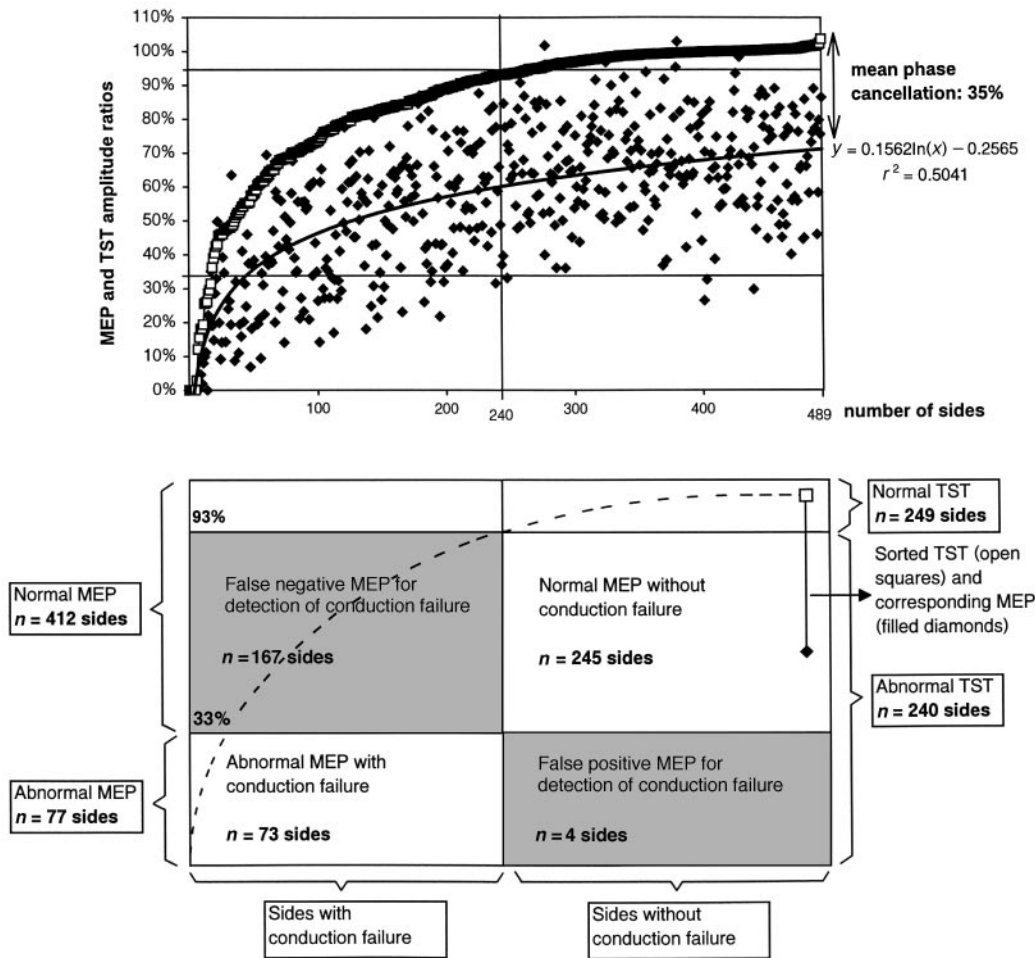 110%
100%
90%
80%
70%
60%
50%
40%
30%
20%
10%
0%
MEP and TST amplitude ratios
100
200
240
300
400
489
number of sides
mean phase
cancellation: 35%
y = 0.1562ln(x) − 0.2565
r² = 0.5041
Normal MEP
n = 412 sides
Abnormal MEP
n = 77 sides
93%
False negative MEP for
detection of conduction failure
n = 167 sides
33%
Normal MEP without
conduction failure
n = 245 sides
Abnormal MEP with
conduction failure
n = 73 sides
False positive MEP for
detection of conduction failure
n = 4 sides
Normal TST
n = 249 sides
Sorted TST (open
squares) and
corresponding MEP
(filled diamonds)
Abnormal TST
n = 240 sides
Sides with
conduction failure
Sides without
conduction failure